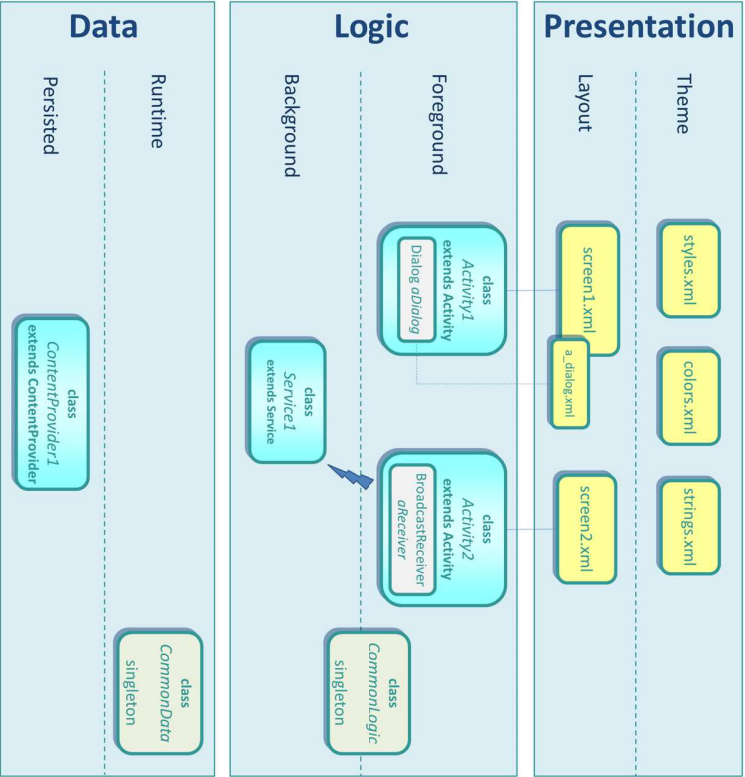 Data
Logic
Presentation
Theme
styles.xml
colors.xml
strings.xml
Layout
screen1.xml
a_dialog.xml
screen2.xml
Foreground
class
Activity1
extends Activity
Dialog aDialog
class
Activity2
extends Activity
BroadcastReceiver
aReceiver
Background
class
Service1
extends Service
class
CommonLogic
singleton
Runtime
class
CommonData
singleton
Persisted
class
ContentProvider1
extends ContentProvider